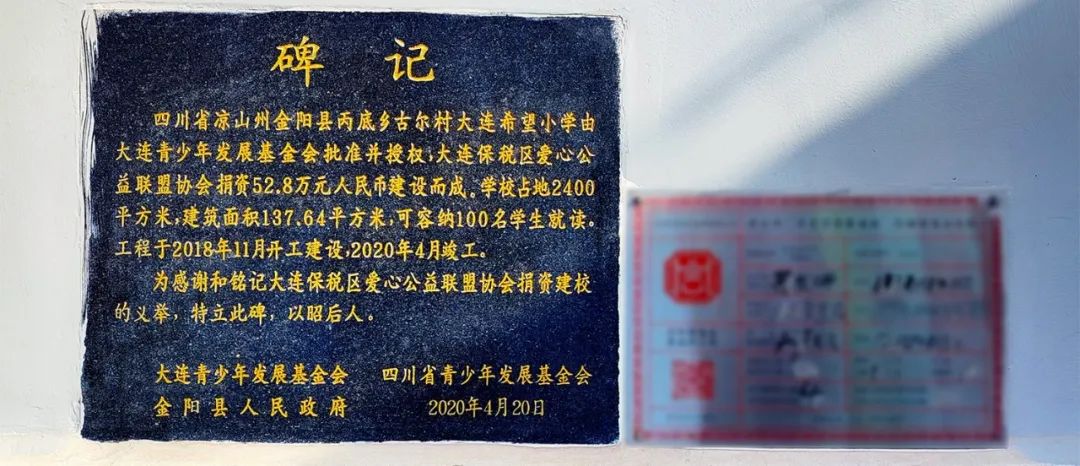 碑 记
四川省凉山州金阳县丙底乡古尔村大连希望小学由
大连青少年发展基金会批准并授权,大连保税区爱心公
益联盟协会捐资52.8万元人民币建设而成。学校占地2400
平方米,建筑面积137.64平方米,可容纳100名学生就读。
工程于2018年11月开工建设,2020年4月竣工。
为感谢和铭记大连保税区爱心公益联盟协会捐资建校
的义举,特立此碑,以昭后人。
大连青少年发展基金会 四川省青少年发展基金会
金阳县人民政府 2020年4月20日